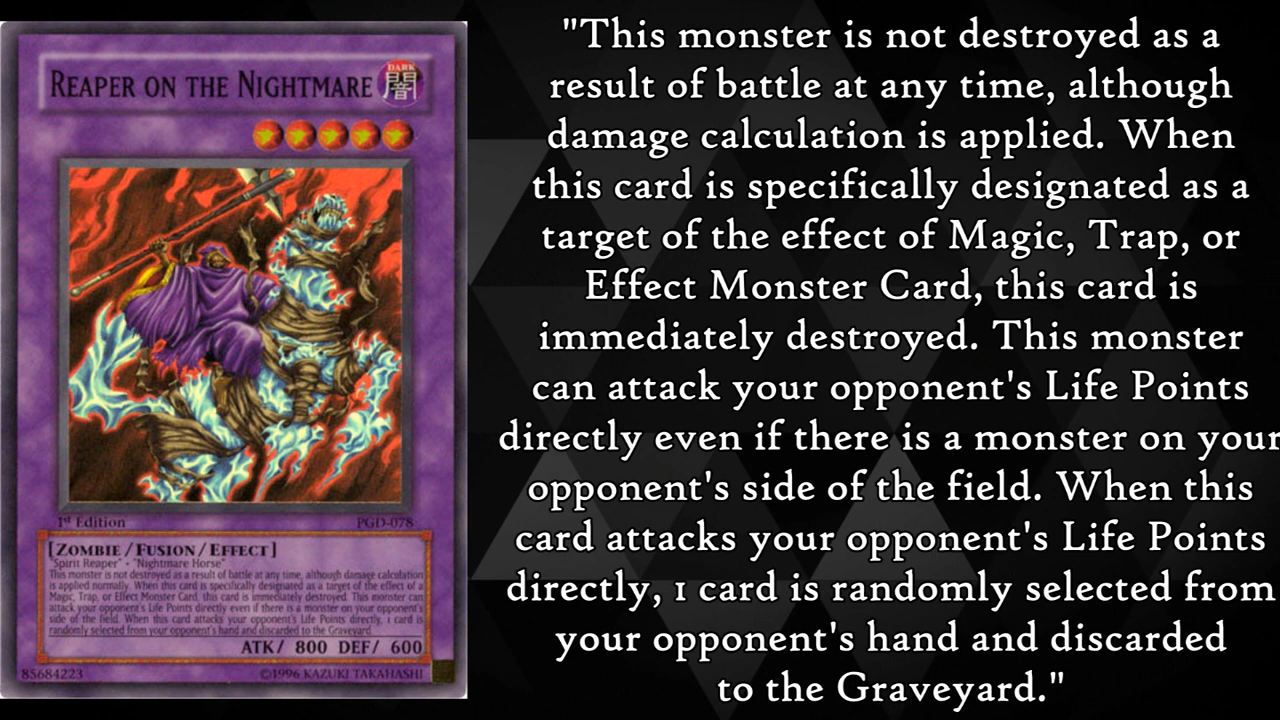 REAPER ON THE NIGHTMARE
DARK
闇
1st Edition
PGD-078
[ZOMBIE/FUSION/EFFECT]
"Spirit Reaper" + "Nightmare Horse"
This monster is not destroyed as a result of battle at any time, although damage calculation
is applied normally. When this card is specifically designated as a target of the effect of a
Magic, Trap, or Effect Monster Card, this card is immediately destroyed. This monster can
attack your opponent's Life Points directly even if there is a monster on your opponent's
side of the field. When this card attacks your opponent's Life Points directly, 1 card is
randomly selected from your opponent's hand and discarded to the Graveyard.
ATK/ 800 DEF/ 600
85684223
©1996 KAZUKI TAKAHASHI
"This monster is not destroyed as a
result of battle at any time, although
damage calculation is applied. When
this card is specifically designated as a
target of the effect of Magic, Trap, or
Effect Monster Card, this card is
immediately destroyed. This monster
can attack your opponent's Life Points
directly even if there is a monster on your
opponent's side of the field. When this
card attacks your opponent's Life Points
directly, 1 card is randomly selected from
your opponent's hand and discarded
to the Graveyard."